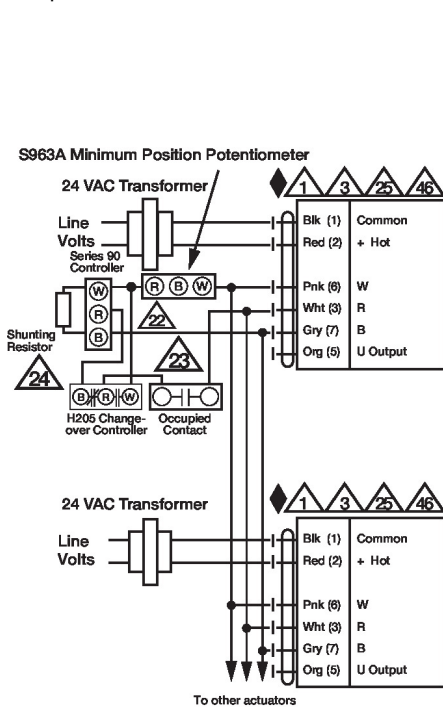 S963A Minimum Position Potentiometer
24 VAC Transformer
1 3 25 46
Line
Volts
Blk (1) Common
Red (2) + Hot
Series 90
Controller
W
R
B
R B W
Pnk (6) W
Wht (3) R
Gry (7) B
Org (5) U Output
22
23
Shunting
Resistor
24
B R W
H205 Change-
over Controller
Occupied
Contact
24 VAC Transformer
1 3 25 46
Line
Volts
Blk (1) Common
Red (2) + Hot
Pnk (6) W
Wht (3) R
Gry (7) B
Org (5) U Output
To other actuators